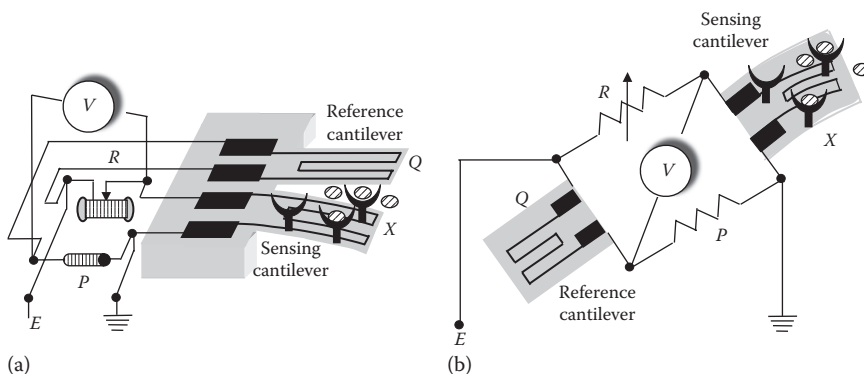 V
R
Reference
cantilever
Q
X
Sensing
cantilever
P
E
(a)
Sensing
cantilever
R
X
V
Q
P
Reference
cantilever
E
(b)